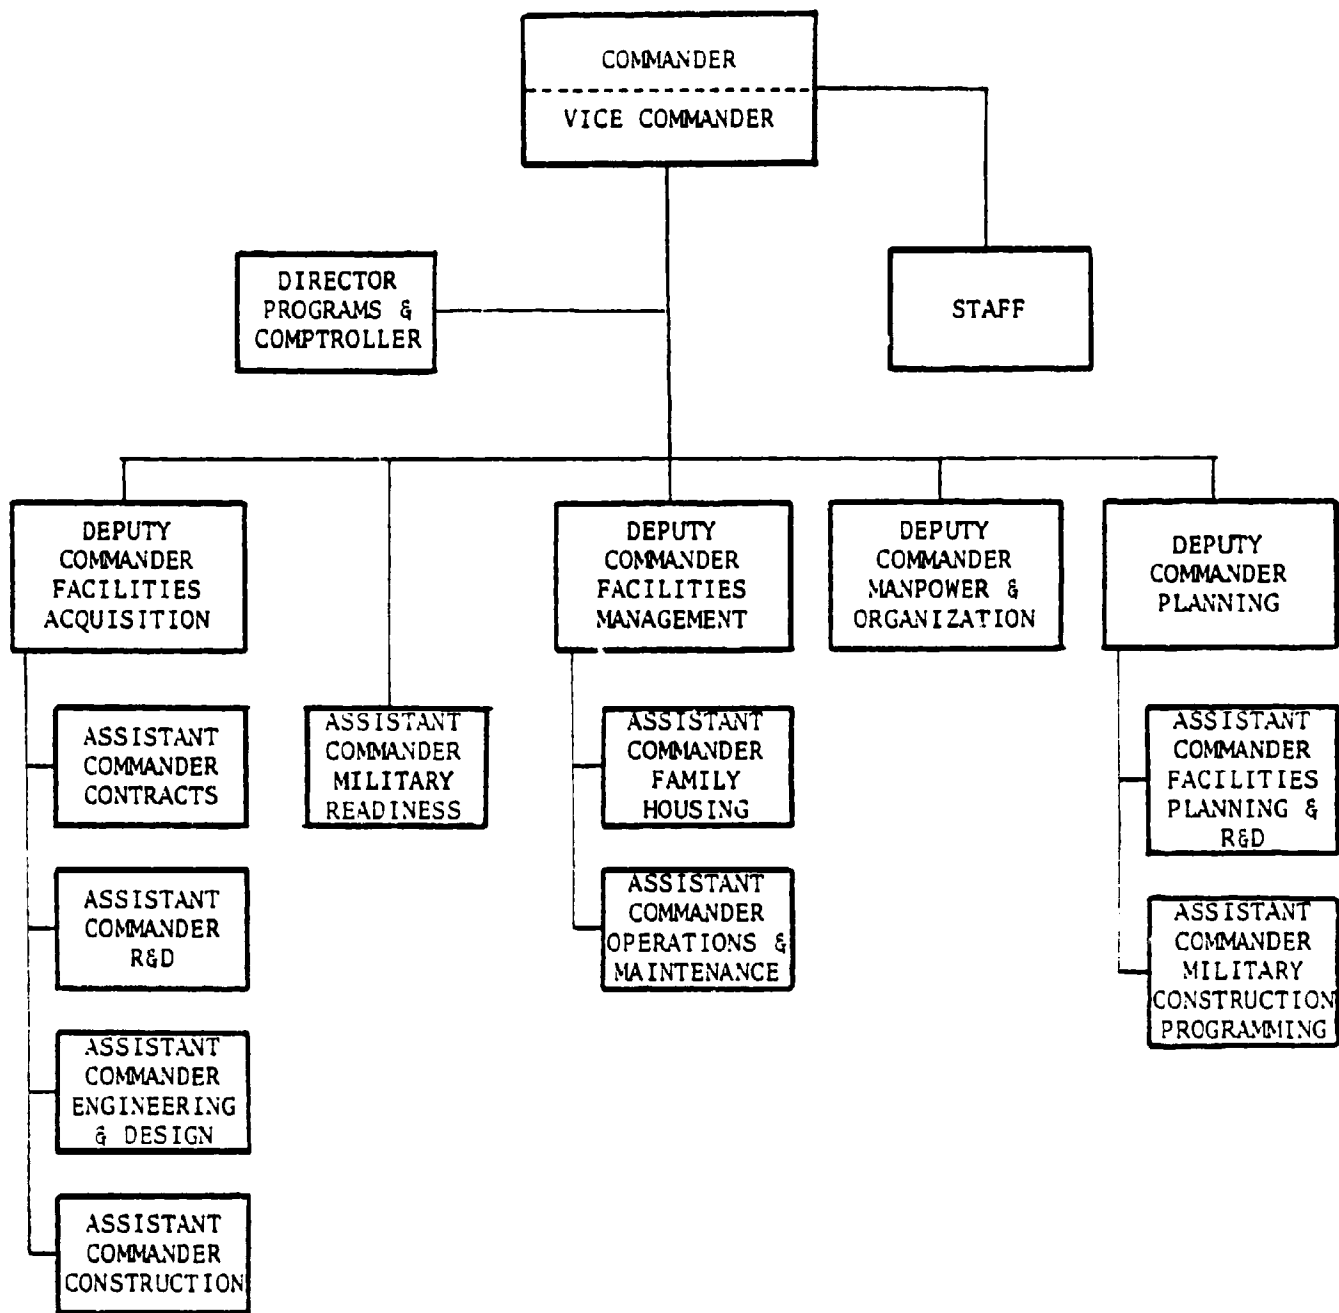 COMMANDER
VICE COMMANDER
DIRECTOR
PROGRAMS &
COMPTROLLER
STAFF
DEPUTY
COMMANDER
FACILITIES
ACQUISITION
DEPUTY
COMMANDER
FACILITIES
MANAGEMENT
DEPUTY
COMMANDER
MANPOWER &
ORGANIZATION
DEPUTY
COMMANDER
PLANNING
ASSISTANT
COMMANDER
CONTRACTS
ASSISTANT
COMMANDER
MILITARY
READINESS
ASSISTANT
COMMANDER
FAMILY
HOUSING
ASSISTANT
COMMANDER
FACILITIES
PLANNING &
R&D
ASSISTANT
COMMANDER
R&D
ASSISTANT
COMMANDER
OPERATIONS &
MAINTENANCE
ASSISTANT
COMMANDER
MILITARY
CONSTRUCTION
PROGRAMMING
ASSISTANT
COMMANDER
ENGINEERING
& DESIGN
ASSISTANT
COMMANDER
CONSTRUCTION